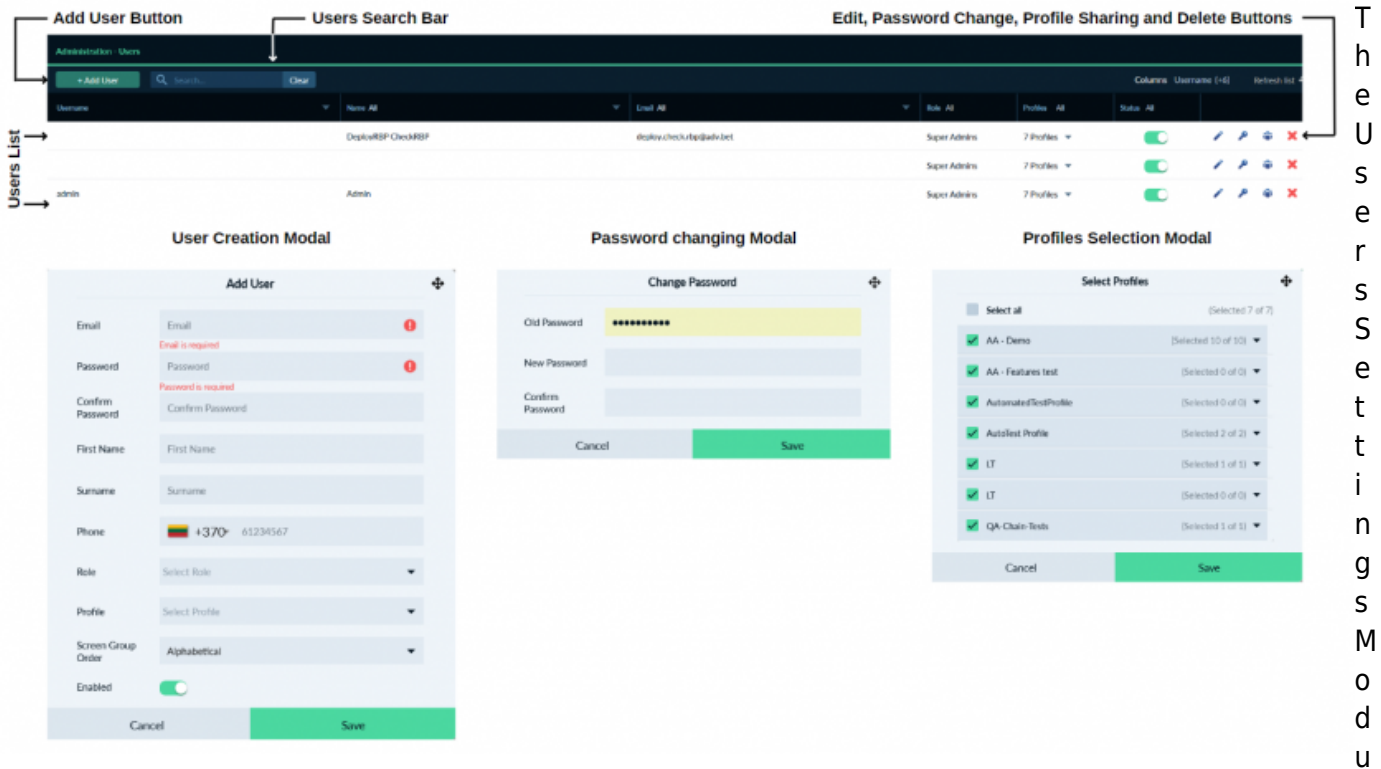 Add User Button
Users Search Bar
Edit, Password Change, Profile Sharing and Delete Buttons
Administration - Users
+ Add User
Search...
Clear
Columns Username (+6)
Refresh list
Username
Name All
Email All
Role All
Profiles All
Status All
Users List
DeployRBP CheckRBP
deploy.check.rbp@adv.bet
Super Admins
7 Profiles
Super Admins
7 Profiles
admin
Admin
Super Admins
7 Profiles
User Creation Modal
Add User
Email
Email
Email is required
Password
Password
Password is required
Confirm
Password
Confirm Password
First Name
First Name
Surname
Surname
Phone
+370
61234567
Role
Select Role
Profile
Select Profile
Screen Group
Order
Alphabetical
Enabled
Cancel
Save
Password changing Modal
Change Password
Old Password
••••••••••
New Password
Confirm
Password
Cancel
Save
Profiles Selection Modal
Select Profiles
Select all
(Selected 7 of 7)
AA - Demo
(Selected 10 of 10)
AA - Features test
(Selected 0 of 0)
AutomatedTestProfile
(Selected 0 of 0)
AutoTest Profile
(Selected 2 of 2)
LT
(Selected 1 of 1)
LT
(Selected 0 of 0)
QA-Chain-Tests
(Selected 1 of 1)
Cancel
Save
T
h
e
U
s
e
r
s
S
e
t
t
i
n
g
s
M
o
d
u